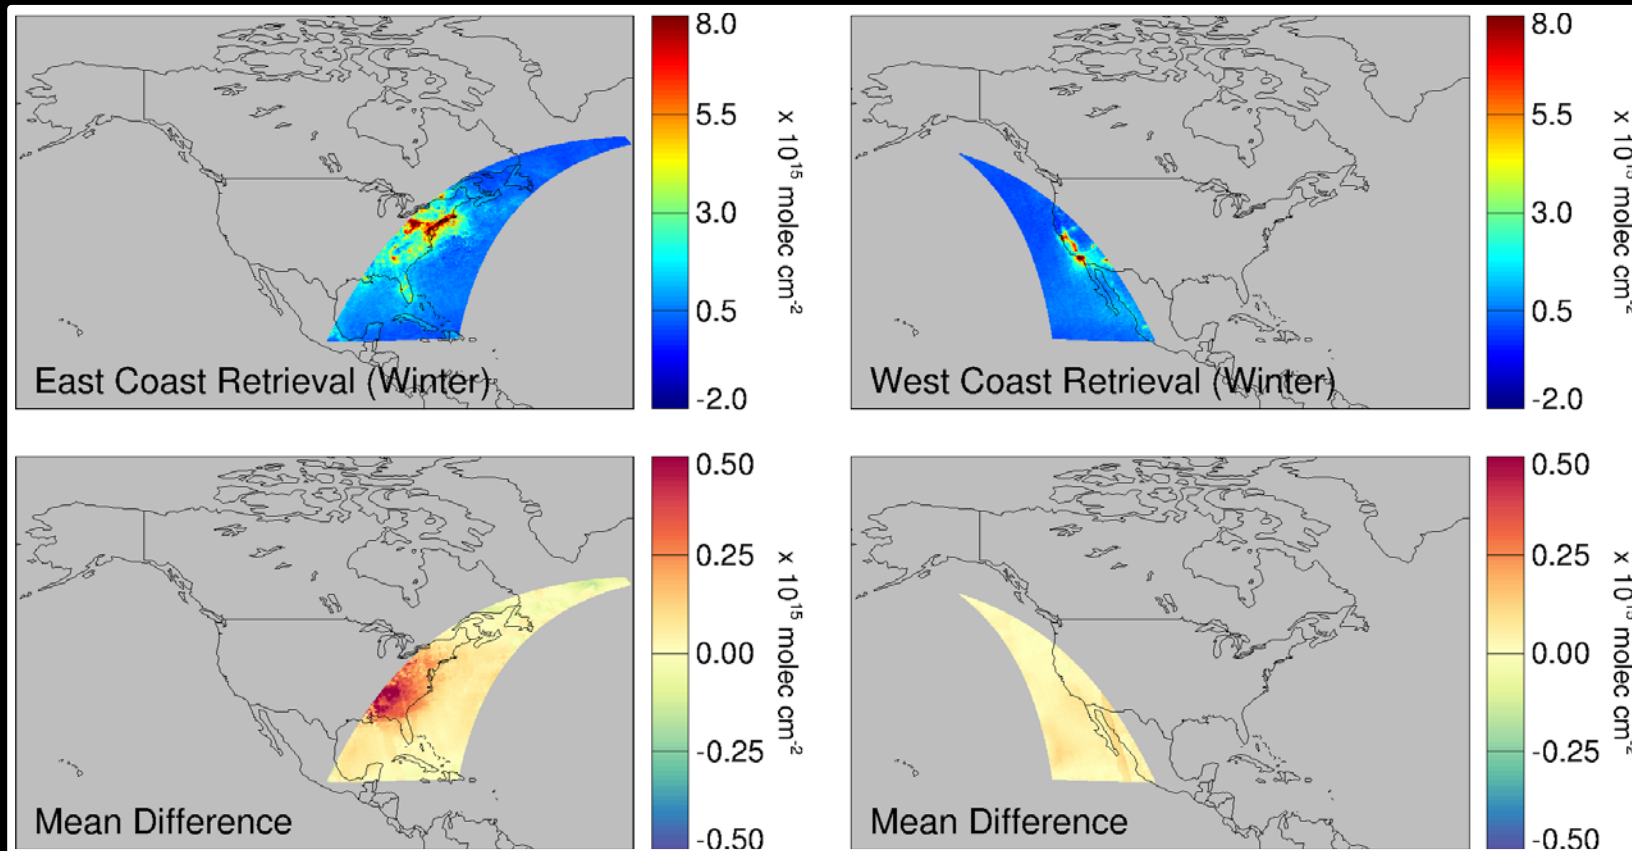 8.0
5.5
3.0
0.5
-2.0
x 10¹⁵ molec cm⁻²
East Coast Retrieval (Winter)
8.0
5.5
3.0
0.5
-2.0
x 10¹⁵ molec cm⁻²
West Coast Retrieval (Winter)
0.50
0.25
0.00
-0.25
-0.50
x 10¹⁵ molec cm⁻²
Mean Difference
0.50
0.25
0.00
-0.25
-0.50
x 10¹⁵ molec cm⁻²
Mean Difference